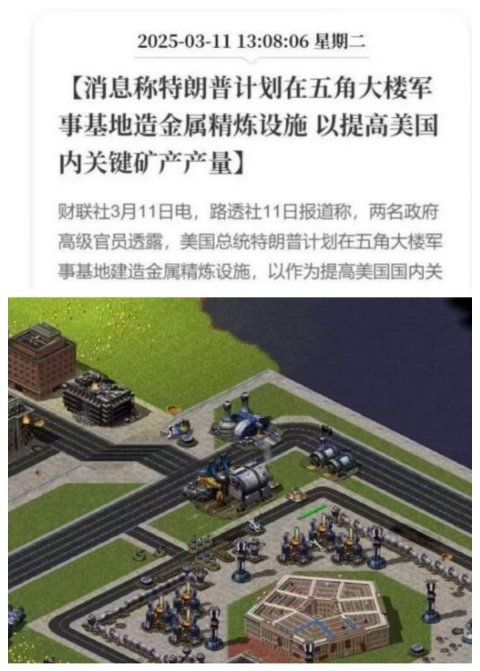 2025-03-11 13:08:06 星期二
【消息称特朗普计划在五角大楼军
事基地造金属精炼设施 以提高美国
内关键矿产产量】
财联社3月11日电，路透社11日报道称，两名政府
高级官员透露，美国总统特朗普计划在五角大楼军
事基地建造金属精炼设施，以作为提高美国国内关